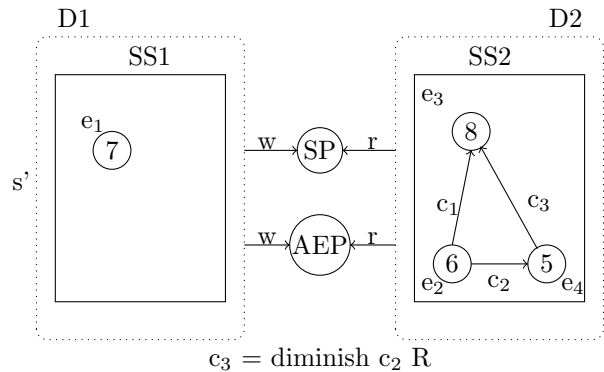 D1
D2
SS1
SS2
e₃
e₁
7
8
w
SP
r
s'
c₁
c₃
w
AEP
r
6
5
e₂
c₂
e₄
c₃ = diminish c₂ R